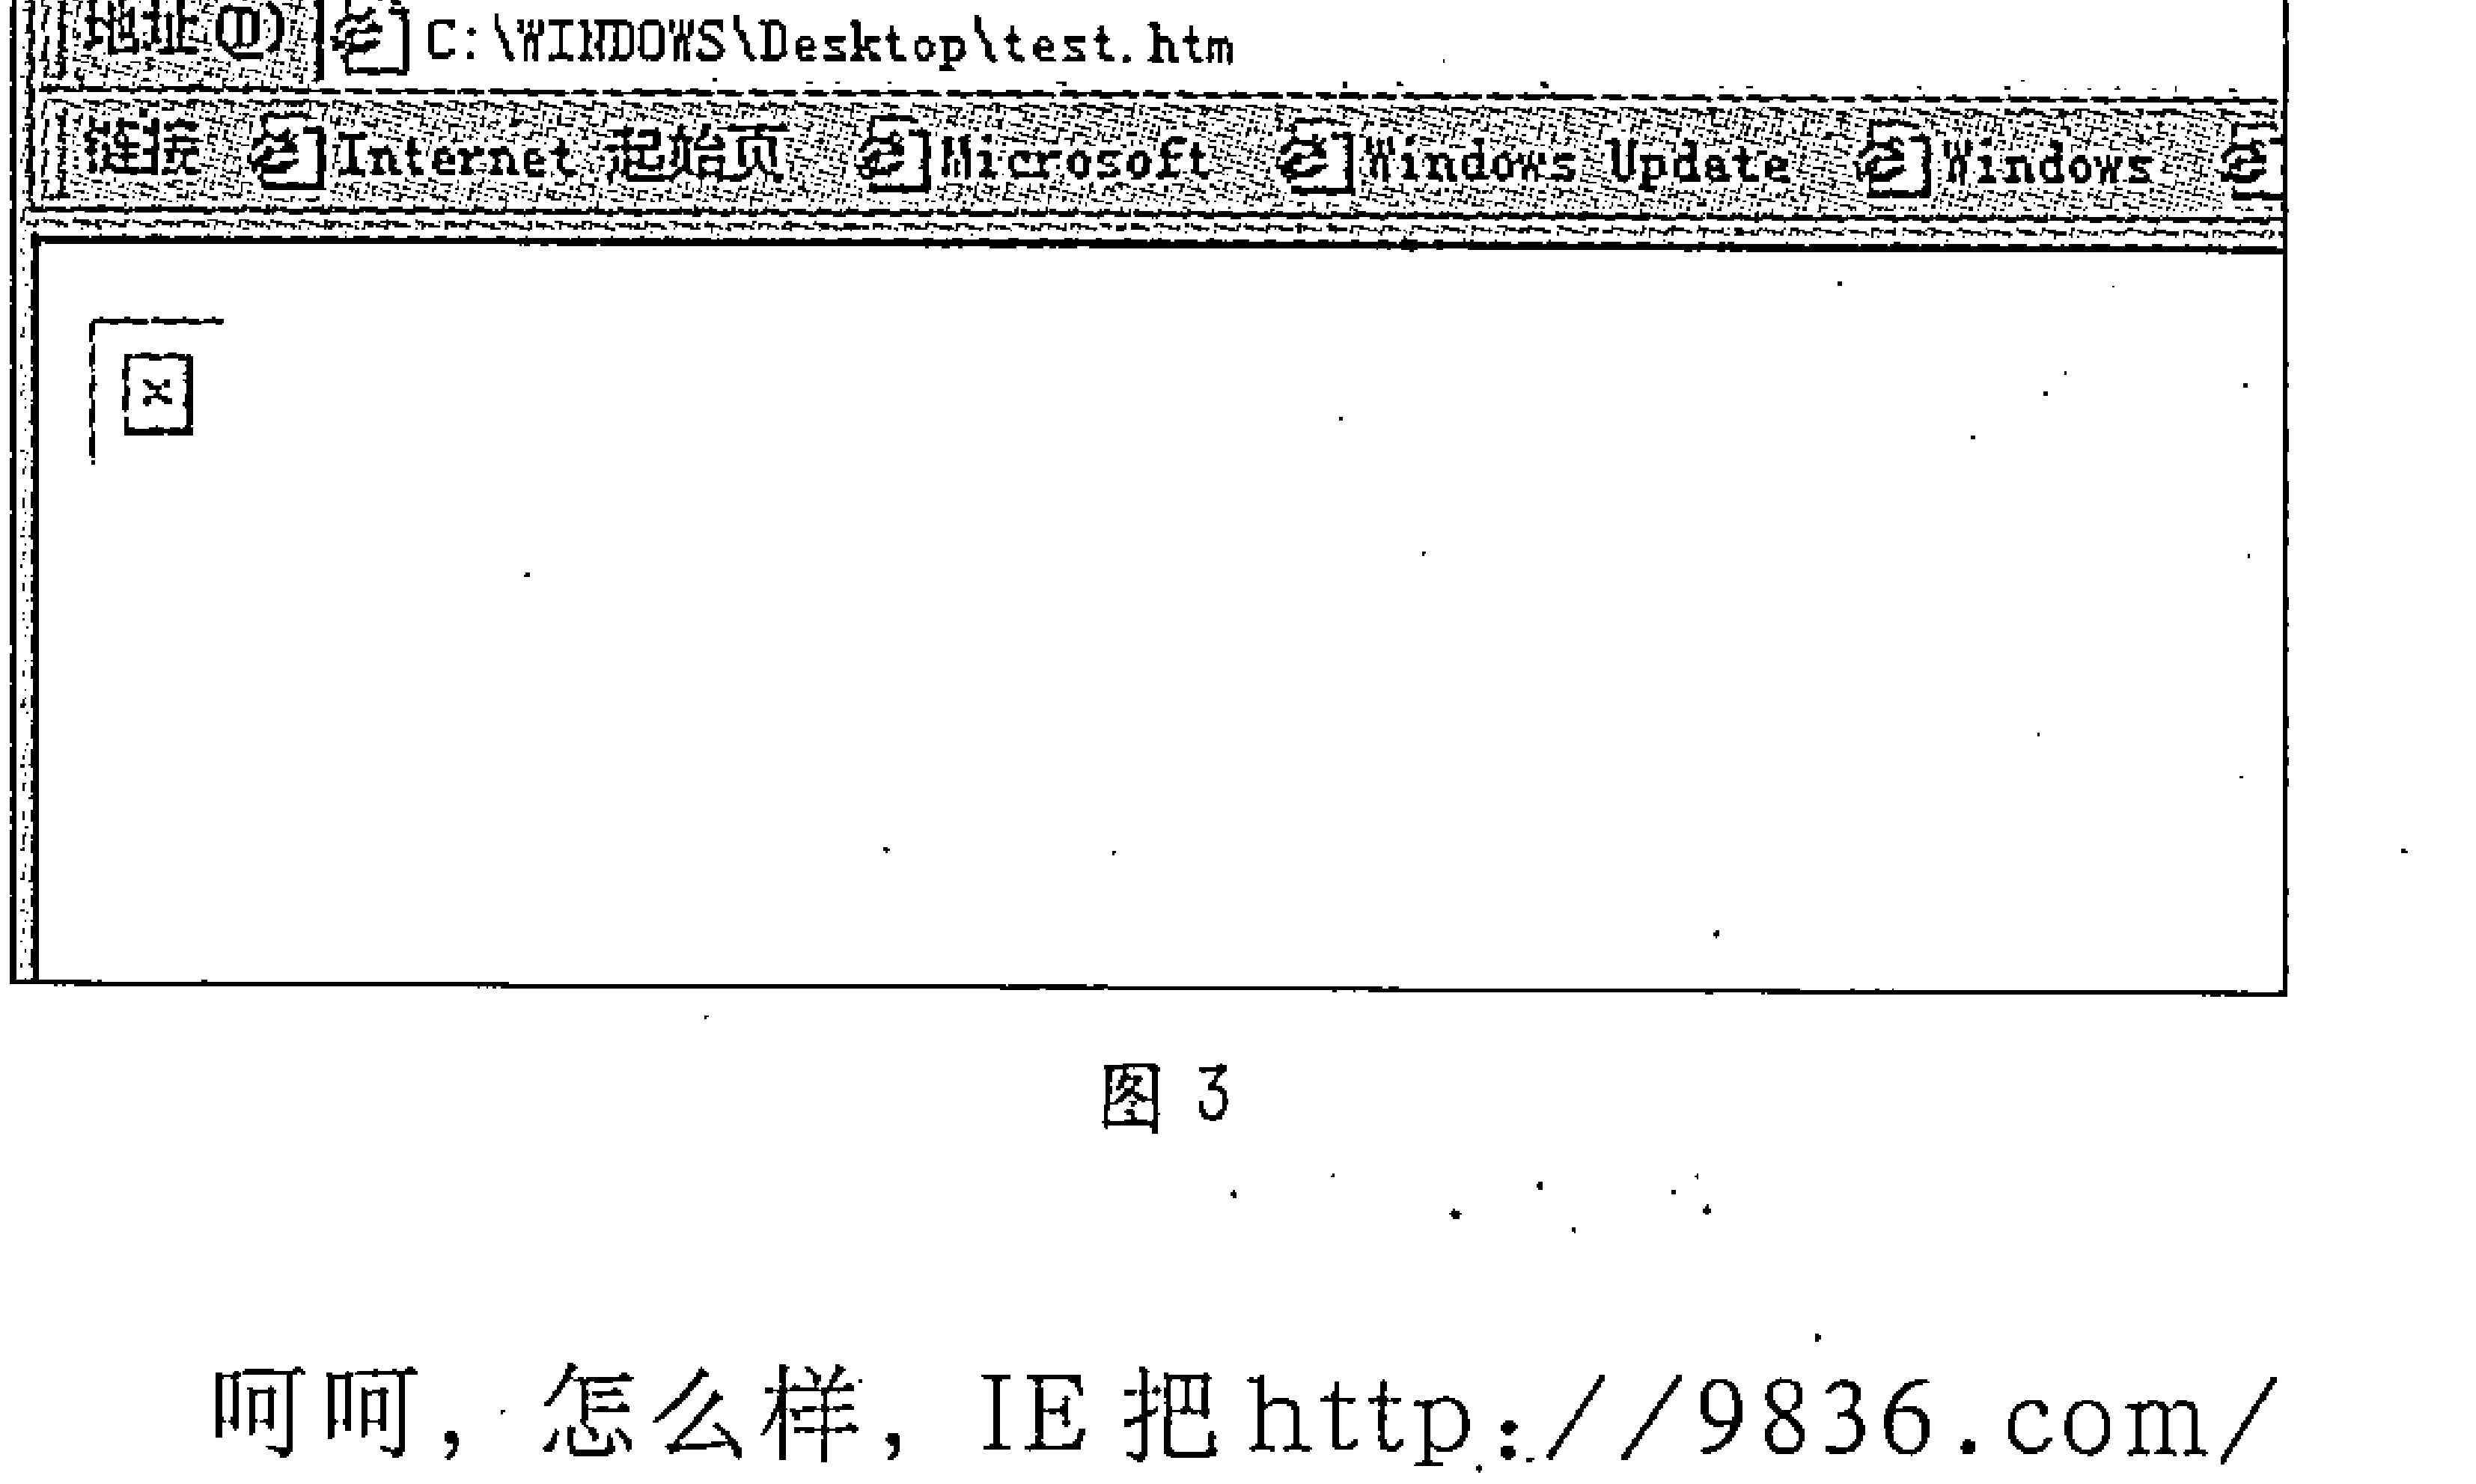 地址(D) C:\WINDOWS\Desktop\test.htm
链接 Internet 起始页 Microsoft Windows Update Windows
图 3
呵呵,怎么样,IE 把 http://9836.com/